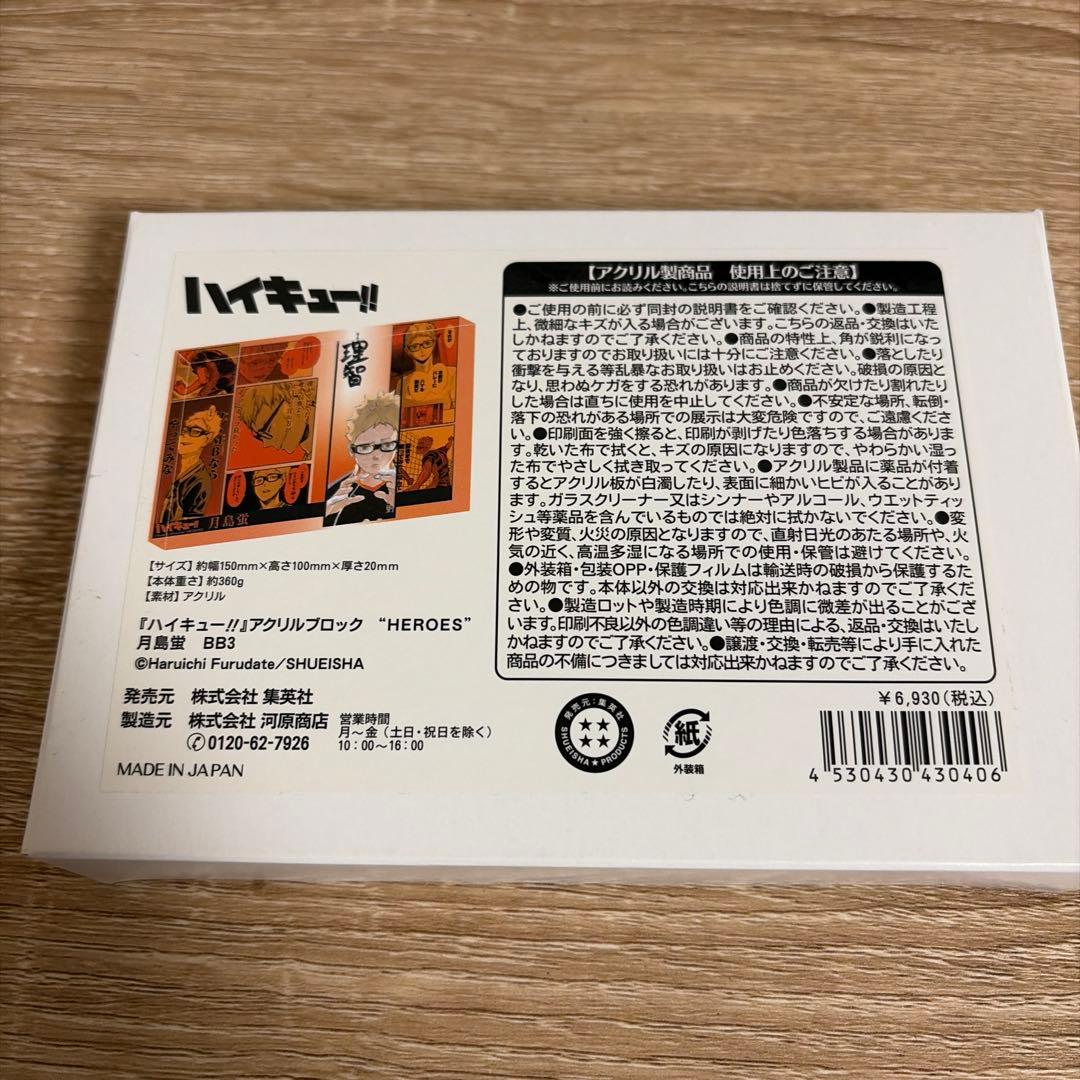 ハイキュー!!
理智
MBなら
ハイキュー!! 月島蛍
【サイズ】約幅150mm×高さ100mm×厚さ20mm
【本体重さ】約360g
【素材】アクリル
『ハイキュー!!』アクリルブロック “HEROES”
月島蛍 BB3
©Haruichi Furudate/SHUEISHA
発売元 株式会社 集英社
製造元 株式会社 河原商店
0120-62-7926
営業時間
月~金(土日・祝日を除く)
10:00~16:00
MADE IN JAPAN
【アクリル製商品 使用上のご注意】
※ご使用前にお読みください。こちらの説明書は捨てずに保管してください。
●ご使用の前に必ず同封の説明書をご確認ください。●製造工程
上、微細なキズが入る場合がございます。こちらの返品・交換はいた
しかねますのでご了承ください。●商品の特性上、角が鋭利になっ
ておりますのでお取り扱いには十分にご注意ください。●落としたり
衝撃を与える等乱暴なお取り扱いはお止めください。破損の原因と
なり、思わぬケガをする恐れがあります。●商品が欠けたり割れたり
した場合は直ちに使用を中止してください。●不安定な場所、転倒・
落下の恐れがある場所での展示は大変危険ですので、ご遠慮くださ
い。●印刷面を強く擦ると、印刷が剥げたり色落ちする場合がありま
す。乾いた布で拭くと、キズの原因になりますので、やわらかい湿っ
た布でやさしく拭き取ってください。●アクリル製品に薬品が付着
するとアクリル板が白濁したり、表面に細かいヒビが入ることがあ
ります。ガラスクリーナー又はシンナーやアルコール、ウエットティッ
シュ等薬品を含んでいるものでは絶対に拭かないでください。●変
形や変質、火災の原因となりますので、直射日光のあたる場所や、火
気の近く、高温多湿になる場所での使用・保管は避けてください。
●外装箱・包装OPP・保護フィルムは輸送時の破損から保護するた
めの物です。本体以外の交換は対応出来かねますのでご了承くださ
い。●製造ロットや製造時期により色調に微差が出ることがござ
います。印刷不良以外の色調違い等の理由による、返品・交換はいたし
かねますのでご了承ください。●譲渡・交換・転売等により手に入れた
商品の不備につきましては対応出来かねますのでご了承ください。
発売元:集英社
SHUEISHA★PRODUCTS
紙
外装箱
¥6,930(税込)
4 530430 430406